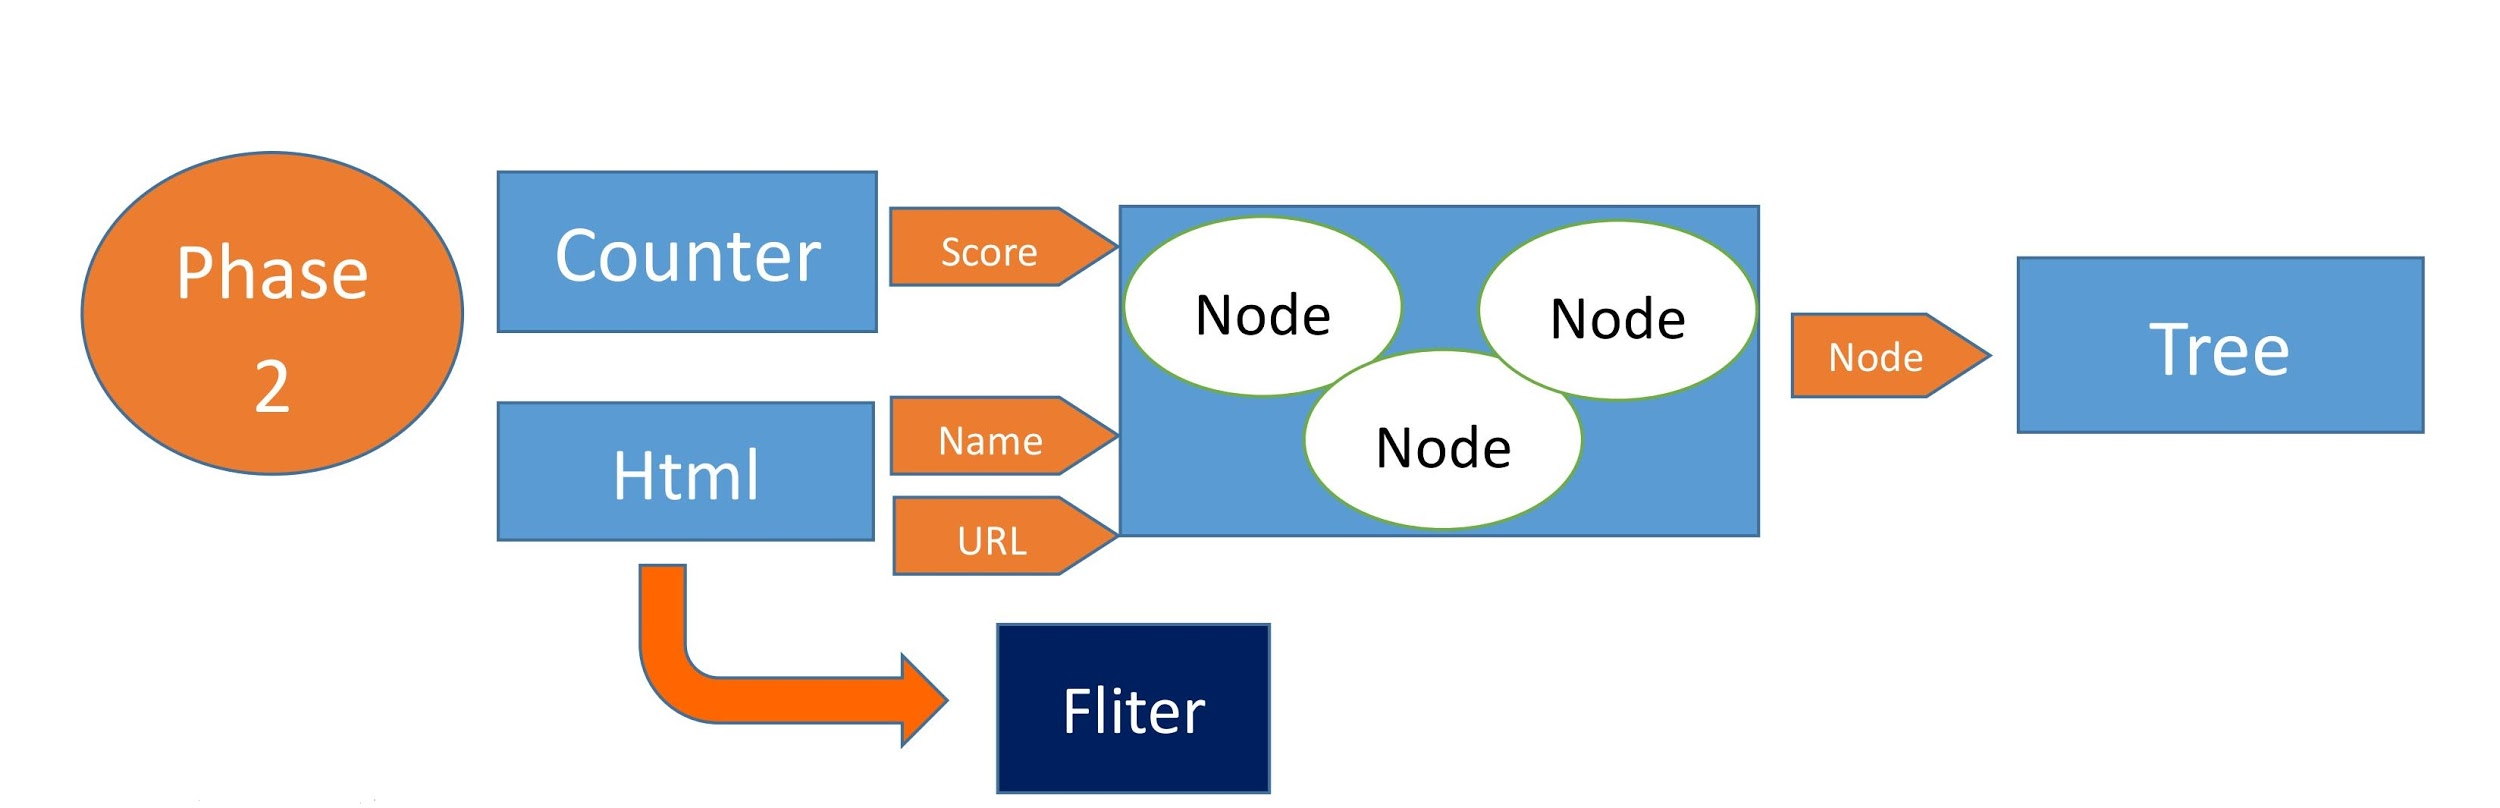 Phase
2
Counter
Score
Node
Node
Node
Node
Tree
Html
Name
URL
Fliter